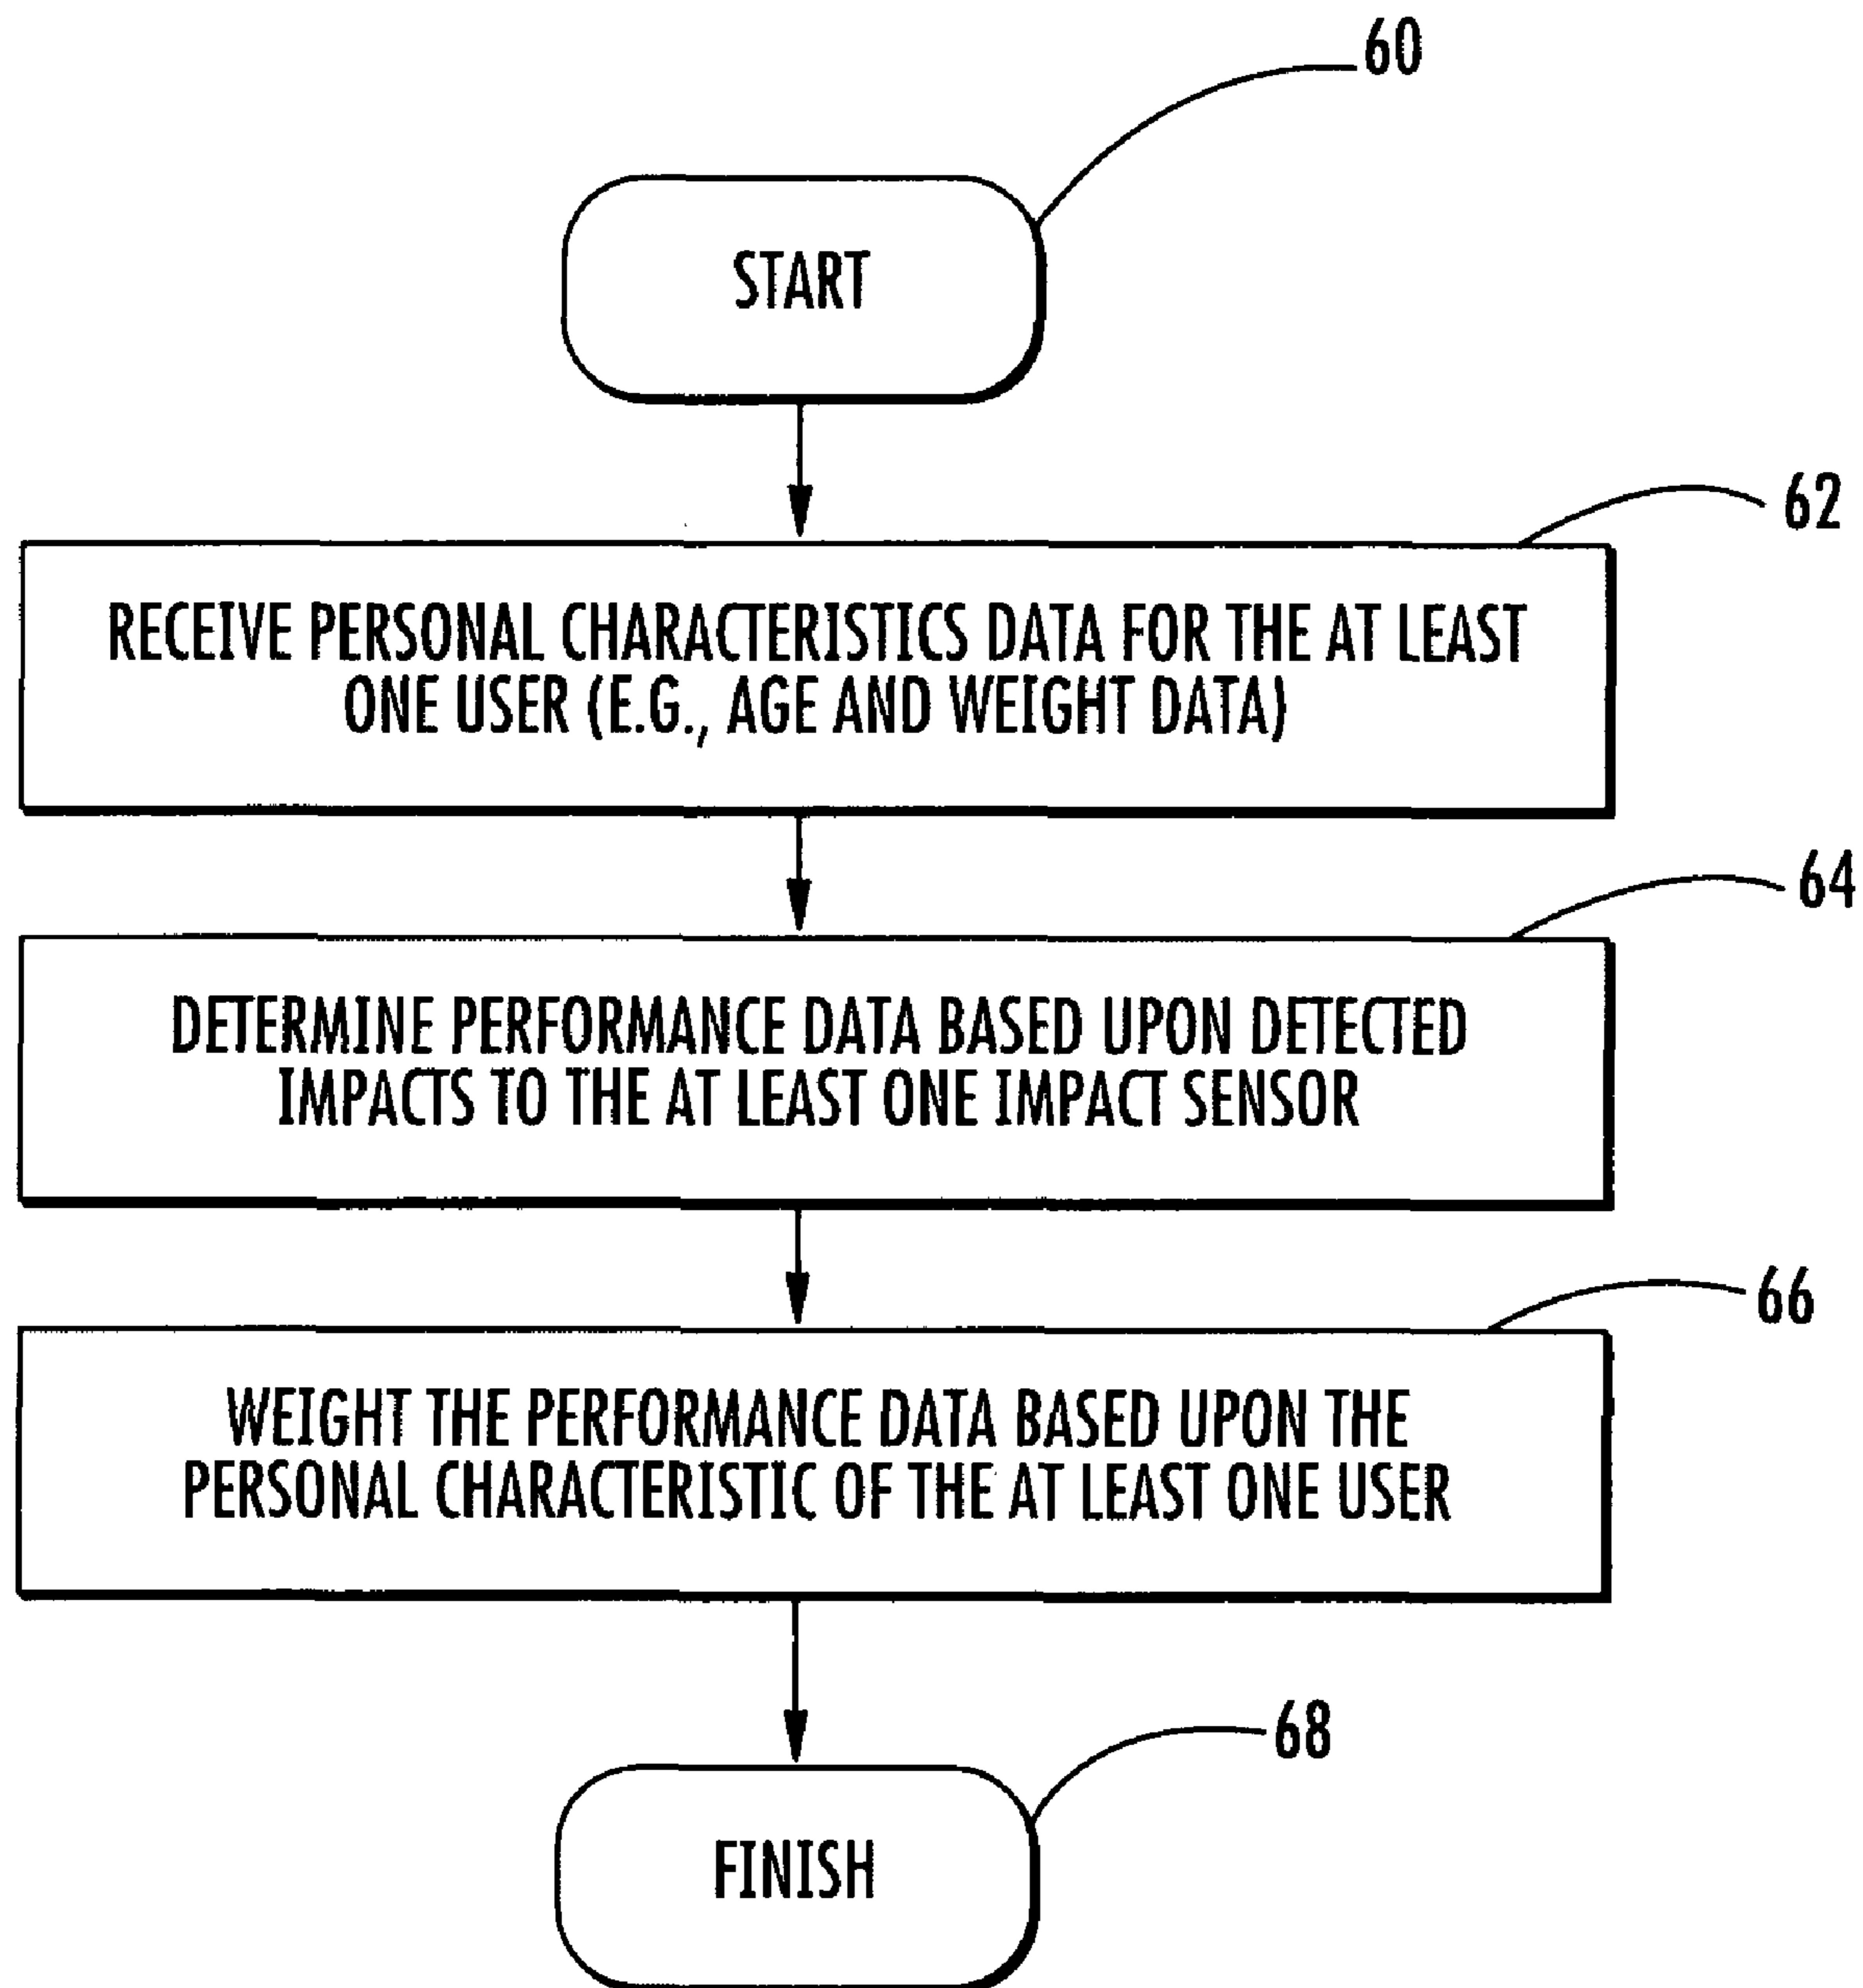 60
START
62
RECEIVE PERSONAL CHARACTERISTICS DATA FOR THE AT LEAST
ONE USER (E.G., AGE AND WEIGHT DATA)
64
DETERMINE PERFORMANCE DATA BASED UPON DETECTED
IMPACTS TO THE AT LEAST ONE IMPACT SENSOR
66
WEIGHT THE PERFORMANCE DATA BASED UPON THE
PERSONAL CHARACTERISTIC OF THE AT LEAST ONE USER
68
FINISH